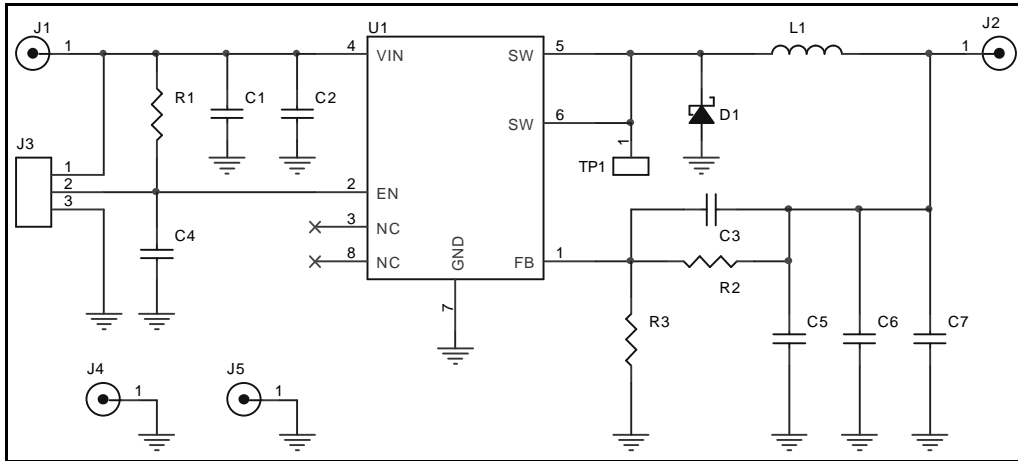 J1
1
U1
4
VIN
SW
5
L1
J2
1
R1
C1
C2
D1
SW
6
1
TP1
J3
1
2
3
2
EN
3
NC
8
NC
GND
7
FB
1
C3
R2
C4
R3
C5
C6
C7
J4
1
J5
1